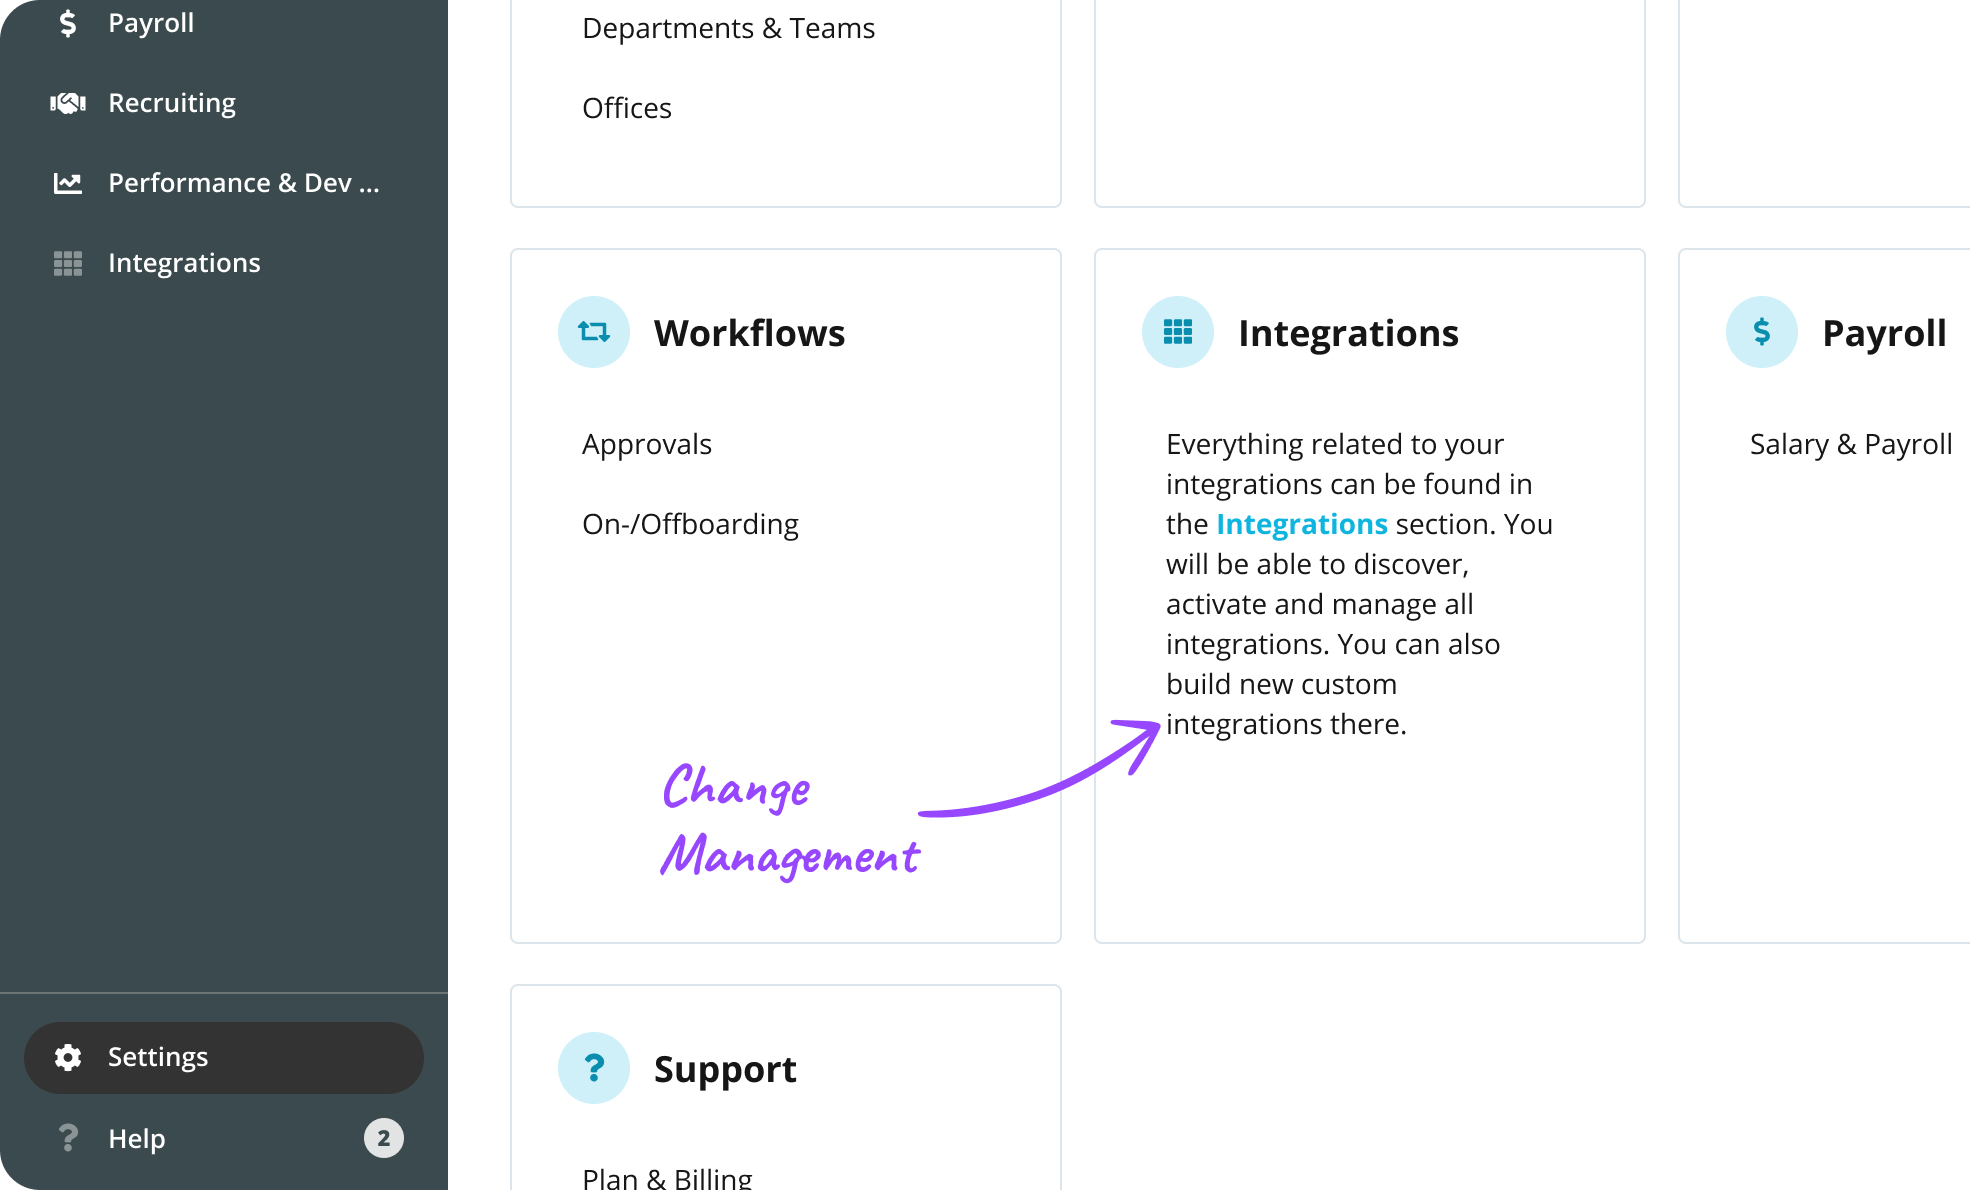 Payroll
Recruiting
Performance & Dev ...
Integrations
Settings
Help
2
Departments & Teams
Offices
Workflows
Approvals
On-/Offboarding
Change
Management
Integrations
Everything related to your
integrations can be found in
the Integrations section. You
will be able to discover,
activate and manage all
integrations. You can also
build new custom
integrations there.
Payroll
Salary & Payroll
Support
Plan & Billing